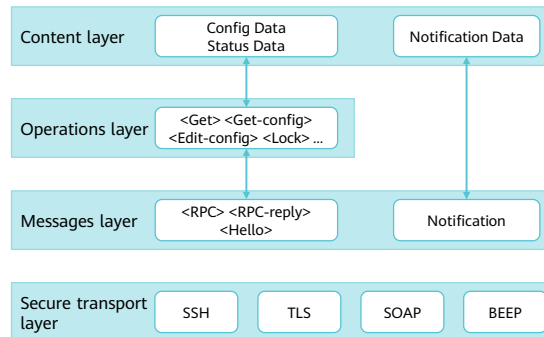 Content layer
Config Data
Status Data
Notification Data
Operations layer
<Get> <Get-config>
<Edit-config> <Lock> ...
Messages layer
<RPC> <RPC-reply>
<Hello>
Notification
Secure transport
layer
SSH
TLS
SOAP
BEEP